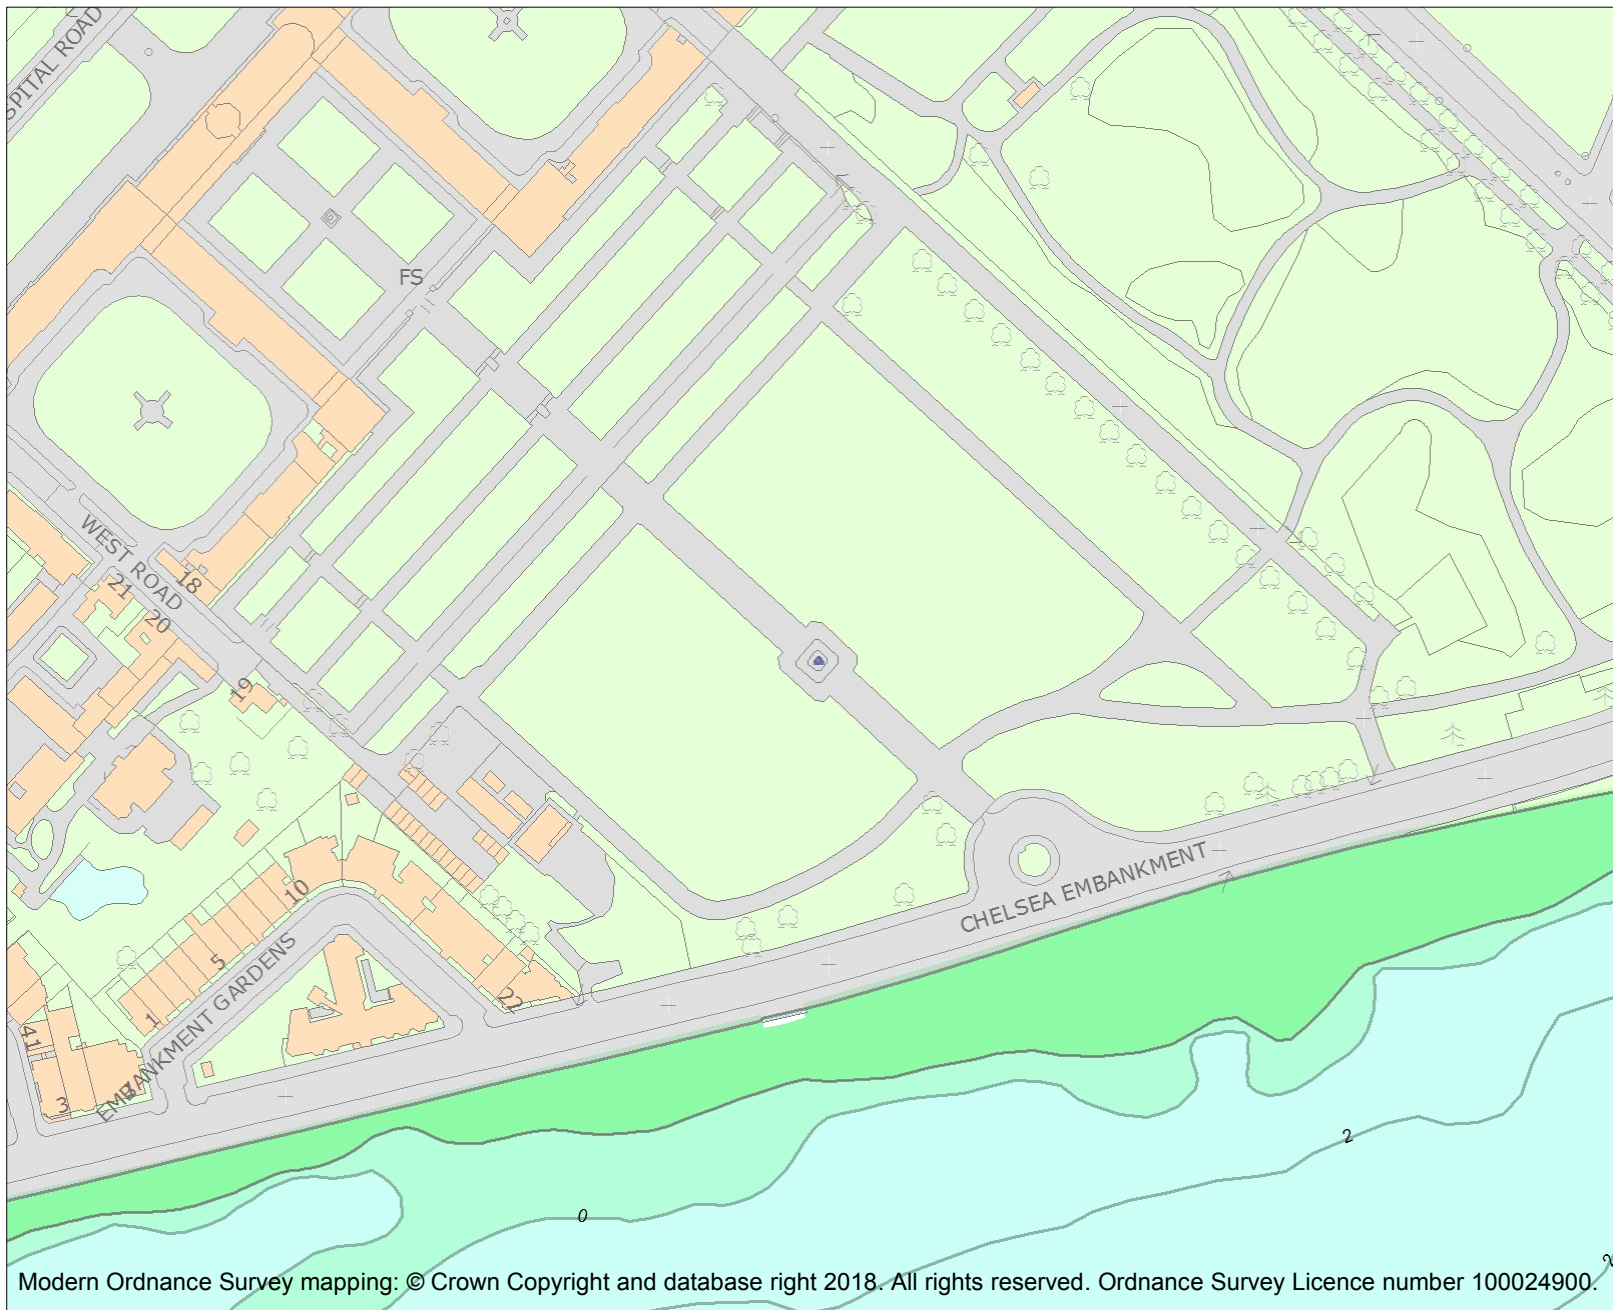 SPITAL ROAD
FS
WEST ROAD
18
21
20
19
10
5
1
EMBANKMENT GARDENS
22
41
3
CHELSEA EMBANKMENT
2
0
2
Modern Ordnance Survey mapping: © Crown Copyright and database right 2018. All rights reserved. Ordnance Survey Licence number 100024900.